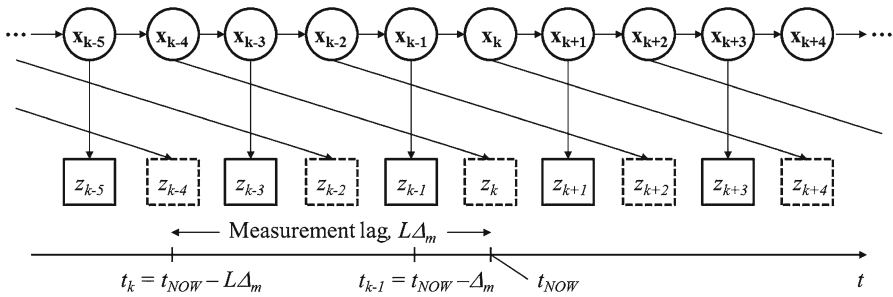 ··· x_{k-5} x_{k-4} x_{k-3} x_{k-2} x_{k-1} x_k x_{k+1} x_{k+2} x_{k+3} x_{k+4} ···
z_{k-5} z_{k-4} z_{k-3} z_{k-2} z_{k-1} z_k z_{k+1} z_{k+2} z_{k+3} z_{k+4}
Measurement lag, LΔ_m
t_k = t_{NOW} – LΔ_m t_{k-1} = t_{NOW} –Δ_m t_{NOW} t